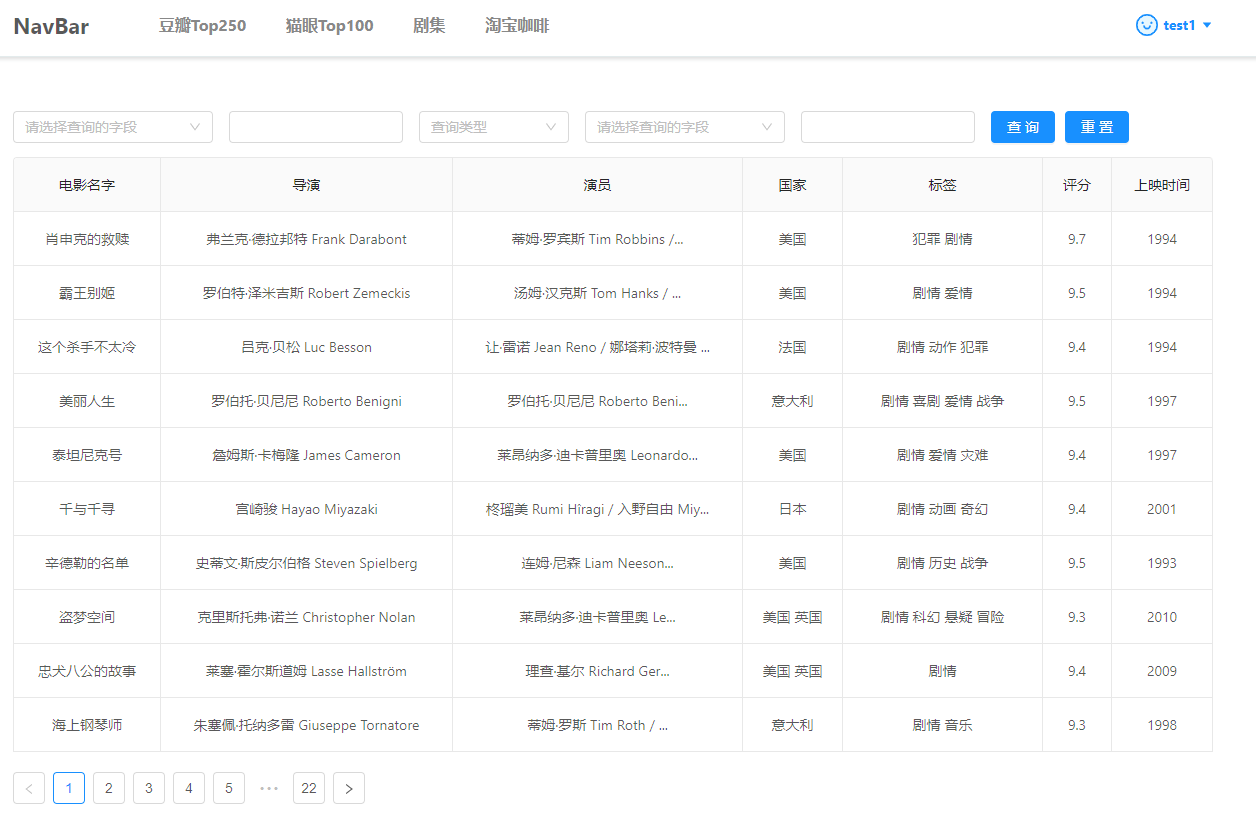 NavBar 豆瓣Top250 猫眼Top100 剧集 淘宝咖啡 test1
请选择查询的字段 查询类型 请选择查询的字段 查 询 重 置
电影名字 导演 演员 国家 标签 评分 上映时间
肖申克的救赎 弗兰克·德拉邦特 Frank Darabont 蒂姆·罗宾斯 Tim Robbins /... 美国 犯罪 剧情 9.7 1994
霸王别姬 罗伯特·泽米吉斯 Robert Zemeckis 汤姆·汉克斯 Tom Hanks / ... 美国 剧情 爱情 9.5 1994
这个杀手不太冷 吕克·贝松 Luc Besson 让·雷诺 Jean Reno / 娜塔莉·波特曼 ... 法国 剧情 动作 犯罪 9.4 1994
美丽人生 罗伯托·贝尼尼 Roberto Benigni 罗伯托·贝尼尼 Roberto Beni... 意大利 剧情 喜剧 爱情 战争 9.5 1997
泰坦尼克号 詹姆斯·卡梅隆 James Cameron 莱昂纳多·迪卡普里奥 Leonardo... 美国 剧情 爱情 灾难 9.4 1997
千与千寻 宫崎骏 Hayao Miyazaki 柊瑠美 Rumi Hîragi / 入野自由 Miy... 日本 剧情 动画 奇幻 9.4 2001
辛德勒的名单 史蒂文·斯皮尔伯格 Steven Spielberg 连姆·尼森 Liam Neeson... 美国 剧情 历史 战争 9.5 1993
盗梦空间 克里斯托弗·诺兰 Christopher Nolan 莱昂纳多·迪卡普里奥 Le... 美国 英国 剧情 科幻 悬疑 冒险 9.3 2010
忠犬八公的故事 莱塞·霍尔斯道姆 Lasse Hallström 理查·基尔 Richard Ger... 美国 英国 剧情 9.4 2009
海上钢琴师 朱塞佩·托纳多雷 Giuseppe Tornatore 蒂姆·罗斯 Tim Roth / ... 意大利 剧情 音乐 9.3 1998
< 1 2 3 4 5 ••• 22 >